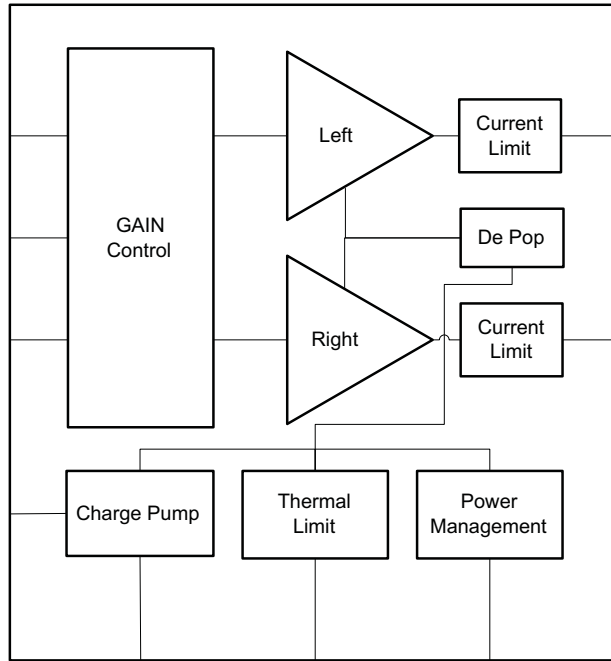 Left
Current
Limit
GAIN
Control
De Pop
Right
Current
Limit
Charge Pump
Thermal
Limit
Power
Management